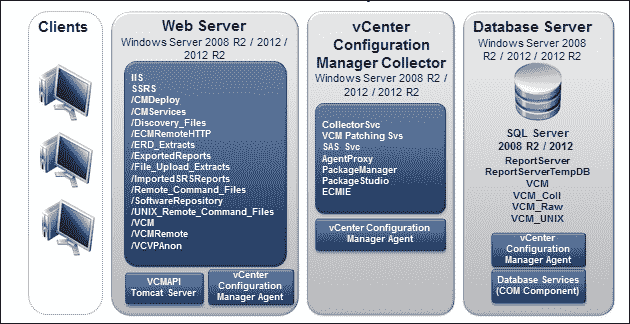 Clients
Web Server
Windows Server 2008 R2 / 2012 /
2012 R2
IIS
SSRS
/CMDeploy
/CMServices
/Discovery_Files
/ECMRemoteHTTP
/ERD_Extracts
/ExportedReports
/File_Upload_Extracts
/ImportedSRSReports
/Remote_Command_Files
/SoftwareRepository
/UNIX_Remote_Command_Files
/VCM
/VCMRemote
/VCVPAnon
VCMAPI
Tomcat Server
vCenter
Configuration
Manager Agent
vCenter
Configuration
Manager Collector
Windows Server 2008 R2 /
/ 2012 / 2012 R2
CollectorSvc
VCM Patching Svs
SAS Svc
AgentProxy
PackageManager
PackageStudio
ECMIE
vCenter Configuration
Manager Agent
Database Server
Windows Server 2008
R2 / 2012 / 2012 R2
SQL Server
2008 R2 / 2012
ReportServer
ReportServerTempDB
VCM
VCM_Coll
VCM_Raw
VCM_UNIX
vCenter
Configuration
Manager Agent
Database Services
(COM Component)